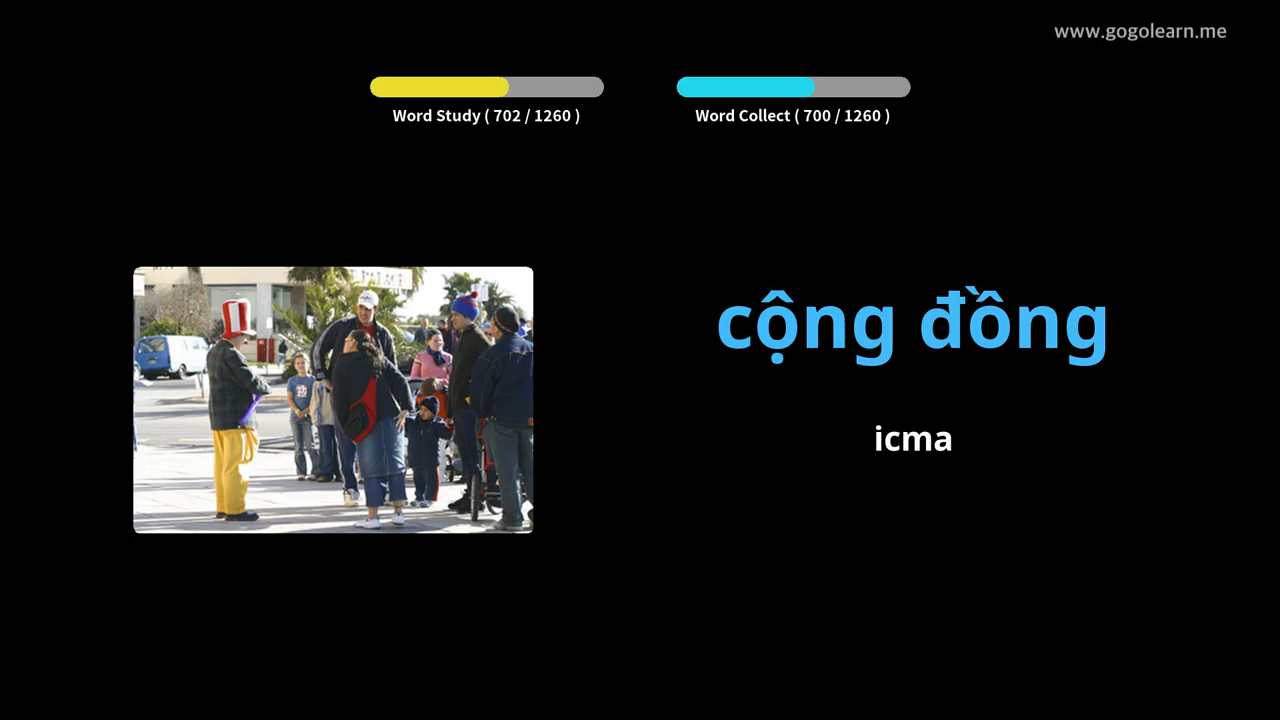 www.gogolearn.me
Word Study ( 702 / 1260 )
Word Collect ( 700 / 1260 )
cộng đồng
icma